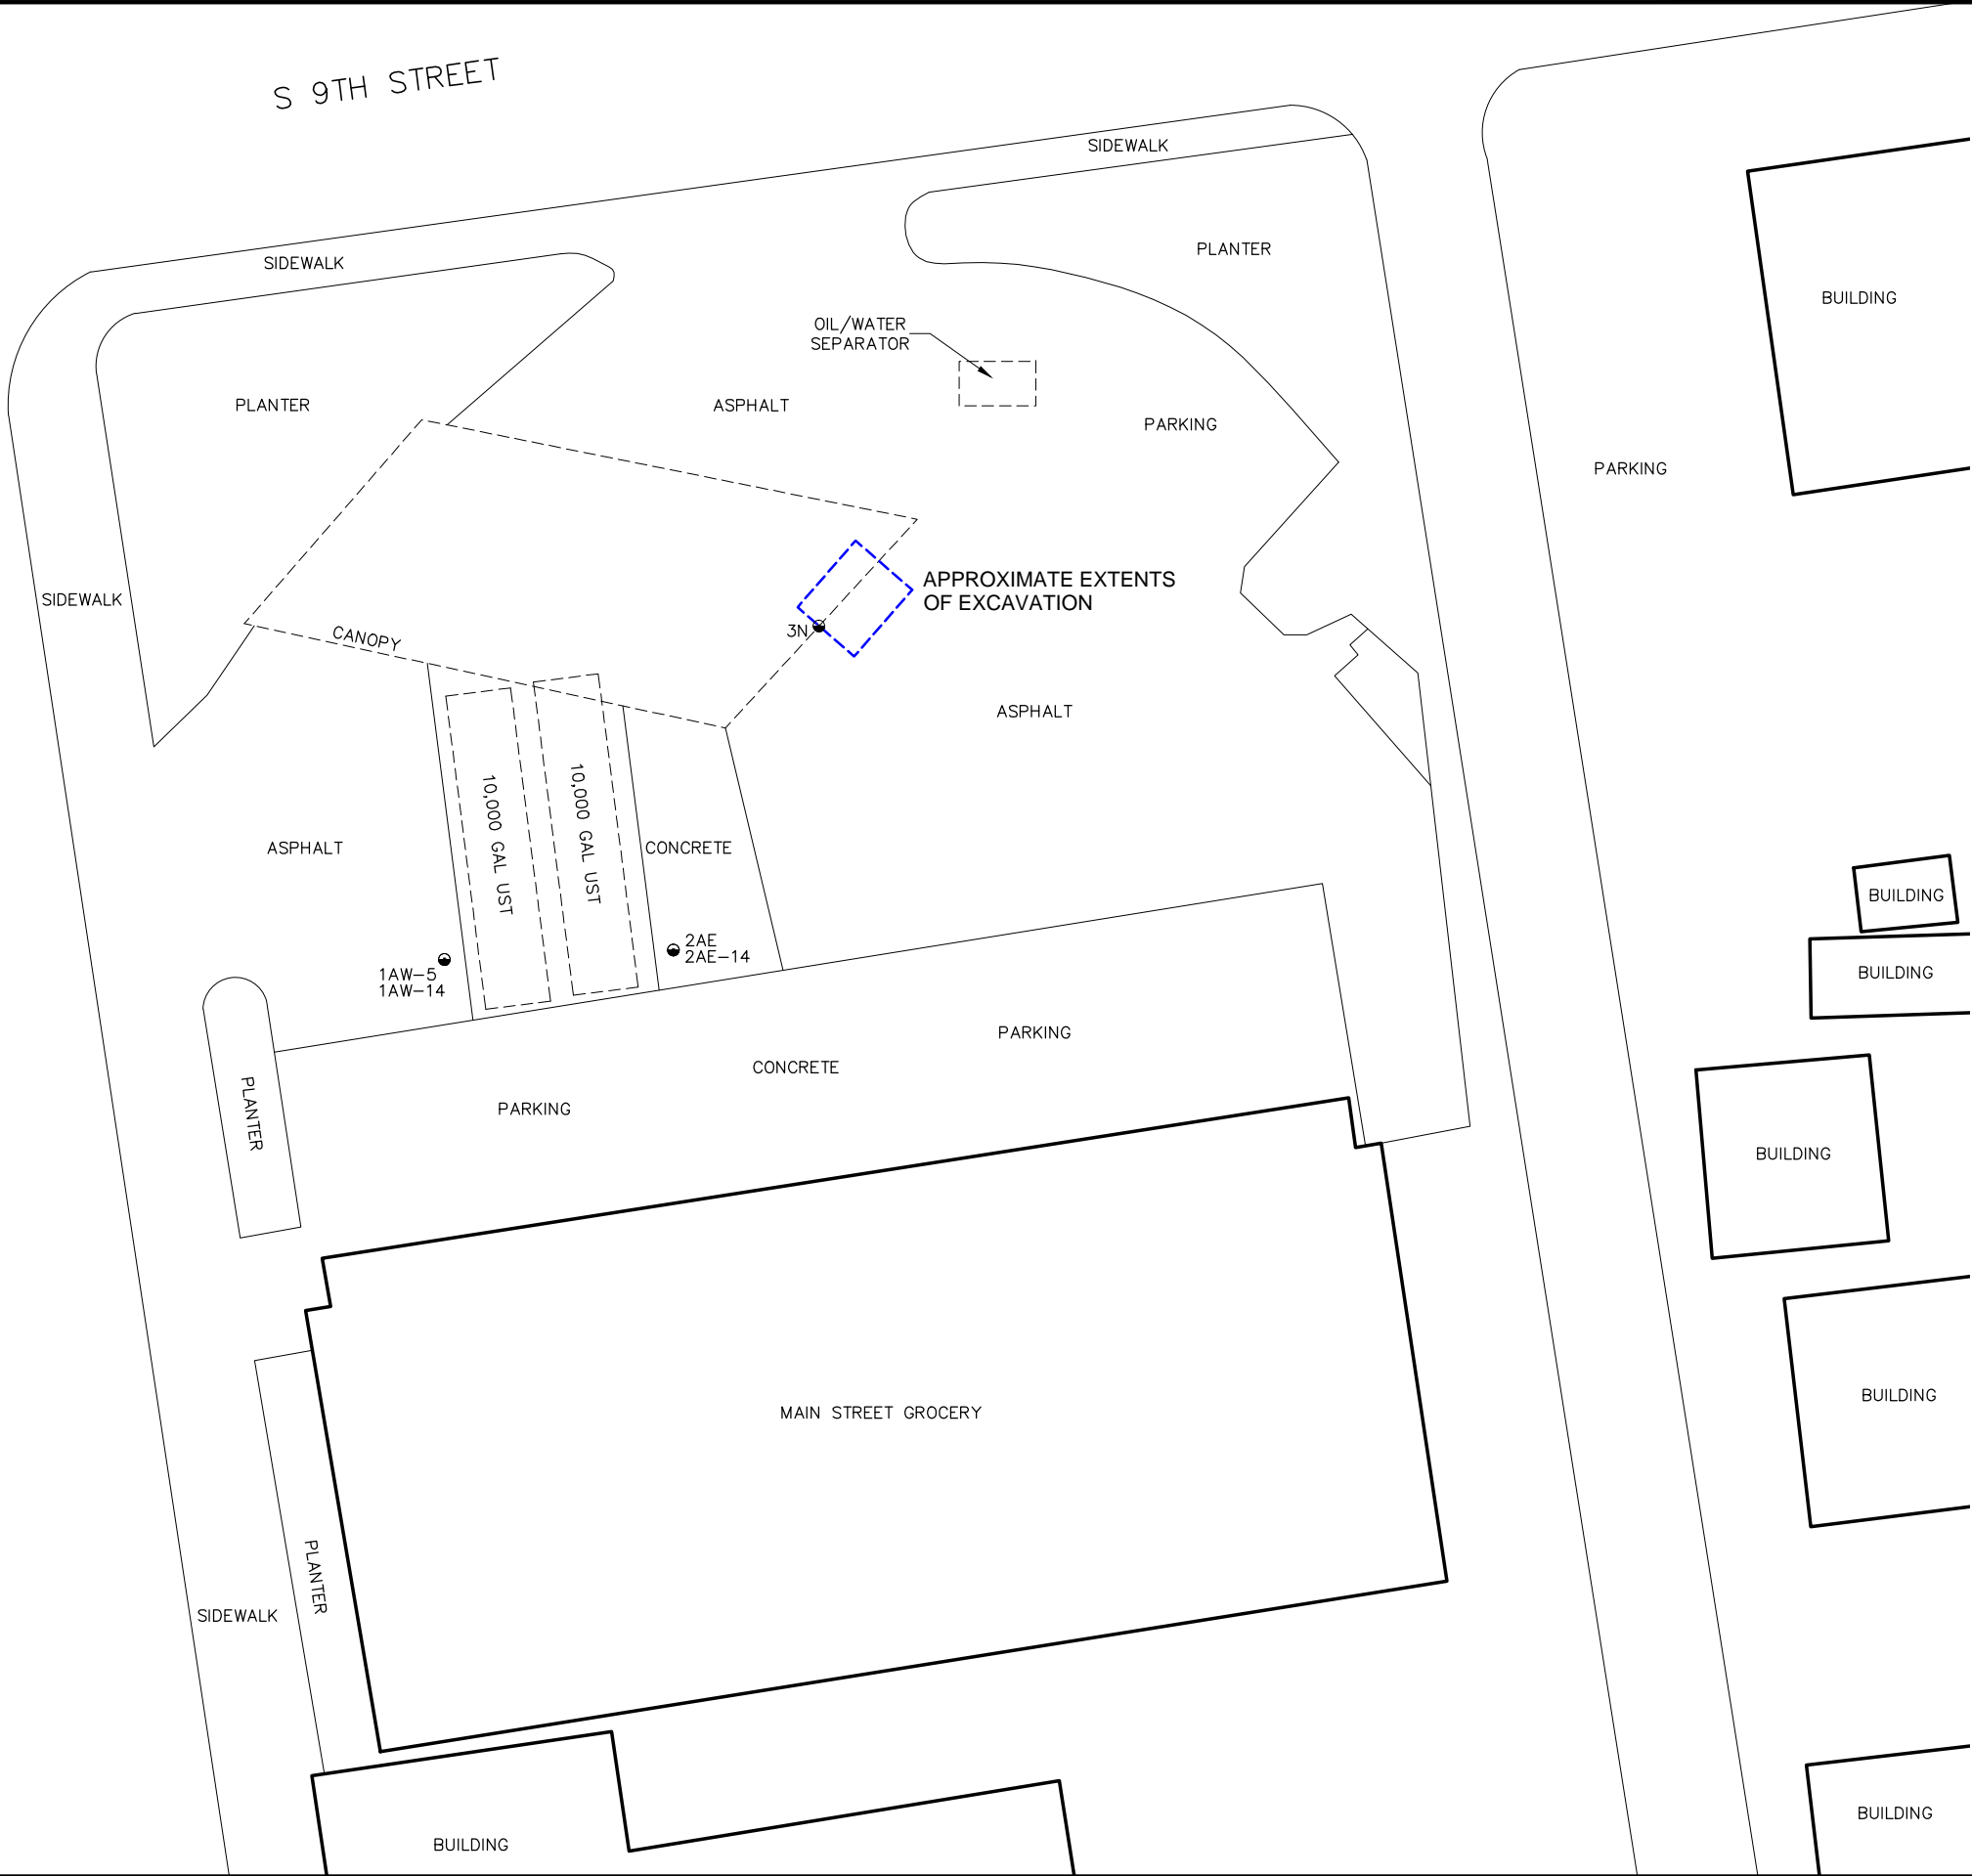 S 9TH STREET
SIDEWALK
SIDEWALK
PLANTER
BUILDING
OIL/WATER
SEPARATOR
PLANTER
ASPHALT
PARKING
PARKING
APPROXIMATE EXTENTS
OF EXCAVATION
SIDEWALK
3N
CANOPY
ASPHALT
10,000 GAL UST
10,000 GAL UST
ASPHALT
CONCRETE
BUILDING
2AE
2AE-14
1AW-5
1AW-14
BUILDING
PARKING
CONCRETE
PARKING
PLANTER
BUILDING
BUILDING
MAIN STREET GROCERY
PLANTER
SIDEWALK
BUILDING
BUILDING